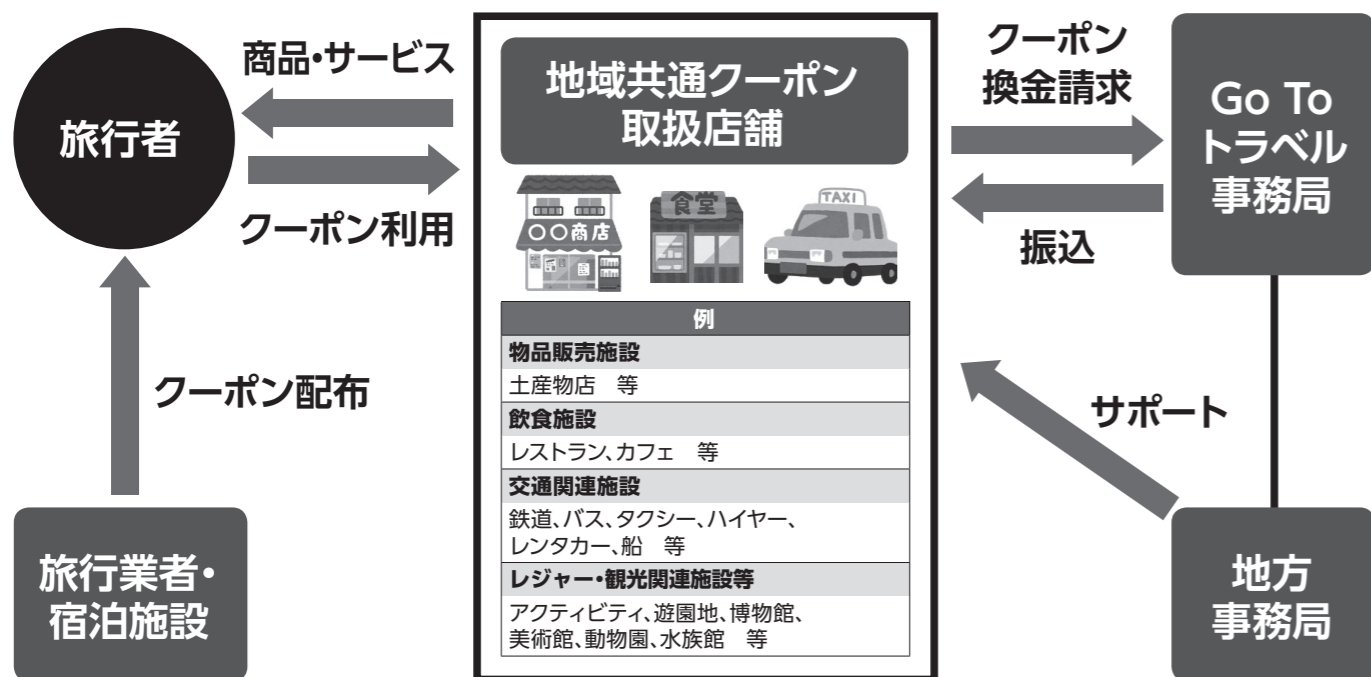 旅行者
商品・サービス
クーポン利用
クーポン配布
旅行業者・
宿泊施設
地域共通クーポン
取扱店舗
〇〇商店
食堂
TAXI
例
物品販売施設
土産物店　等
飲食施設
レストラン、カフェ　等
交通関連施設
鉄道、バス、タクシー、ハイヤー、
レンタカー、船　等
レジャー・観光関連施設等
アクティビティ、遊園地、博物館、
美術館、動物園、水族館　等
クーポン
換金請求
振込
Go To
トラベル
事務局
サポート
地方
事務局